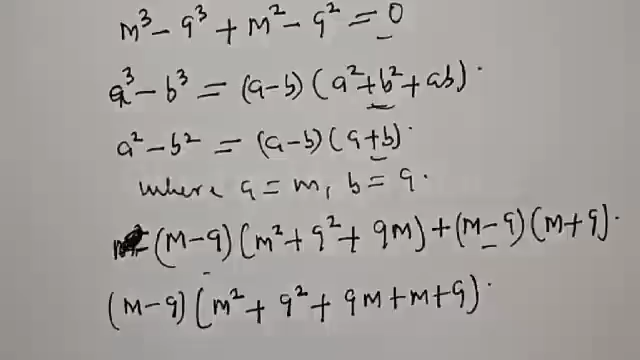 m³ - 9³ + m² - 9² = 0
a³ - b³ = (a-b) (a² + b² + ab).
a² - b² = (a-b) (a+b).
where a = m, b = 9.
(m-9) (m² + 9² + 9m) + (m-9) (m+9).
(m-9) (m² + 9² + 9m + m + 9).